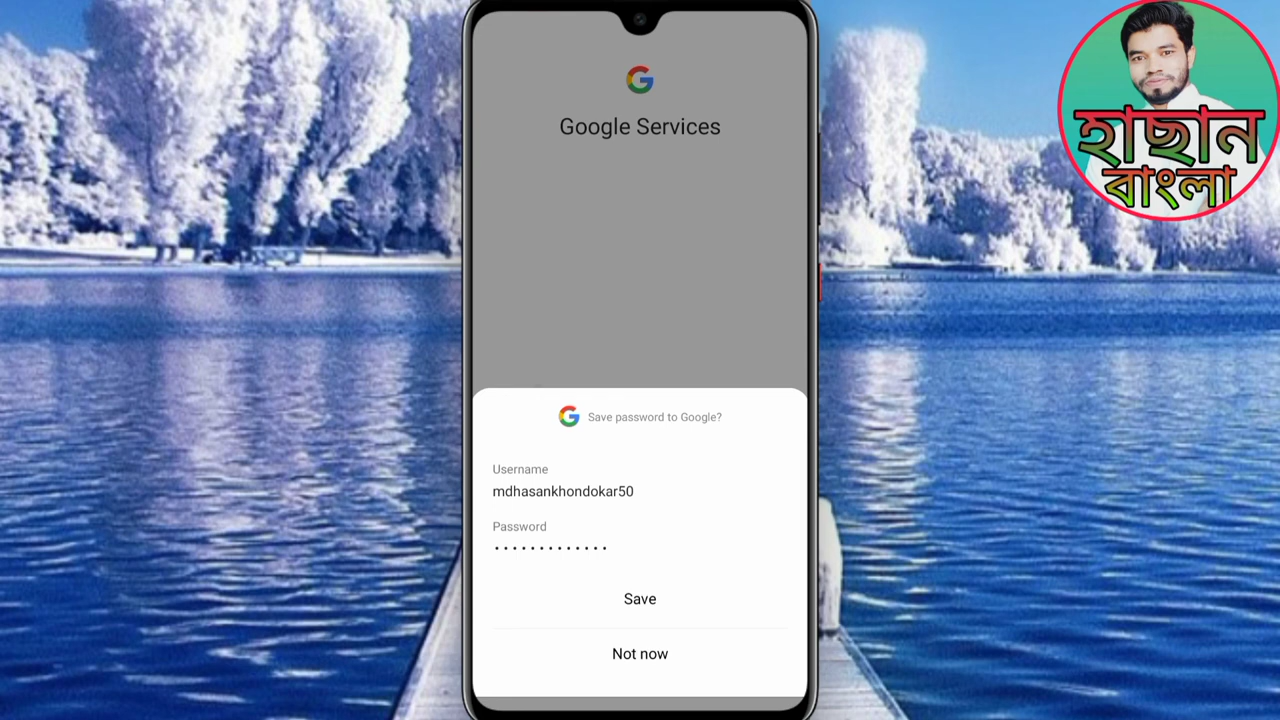 Google Services
Save password to Google?
Username
mdhasankhondokar50
Password
•••••••••••••
Save
Not now
হাছান
বাংলা